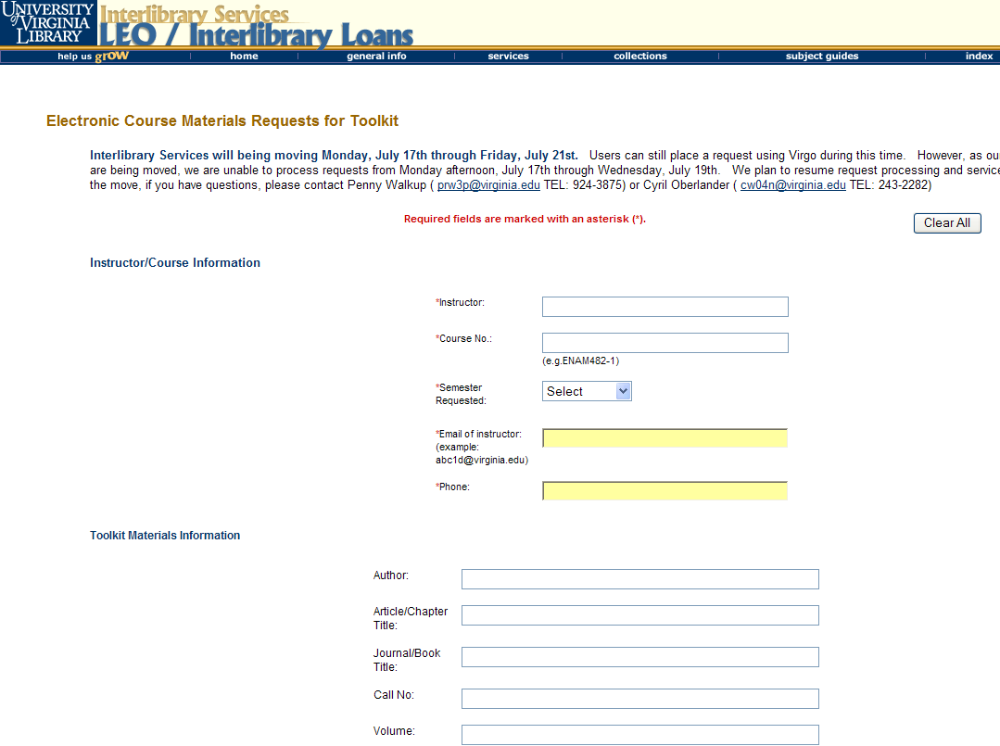 UNIVERSITY
of VIRGINIA
LIBRARY
Interlibrary Services
LEO / Interlibrary Loans
help us grow home general info services collections subject guides index
Electronic Course Materials Requests for Toolkit
Interlibrary Services will being moving Monday, July 17th through Friday, July 21st. Users can still place a request using Virgo during this time. However, as ou
are being moved, we are unable to process requests from Monday afternoon, July 17th through Wednesday, July 19th. We plan to resume request processing and service
the move, if you have questions, please contact Penny Walkup ( prw3p@virginia.edu TEL: 924-3875) or Cyril Oberlander ( cw04n@virginia.edu TEL: 243-2282)
Required fields are marked with an asterisk (*).
Clear All
Instructor/Course Information
*Instructor:
*Course No.:
(e.g.ENAM482-1)
*Semester
Requested:
Select
*Email of instructor:
(example:
abc1d@virginia.edu)
*Phone:
Toolkit Materials Information
Author:
Article/Chapter
Title:
Journal/Book
Title:
Call No:
Volume: